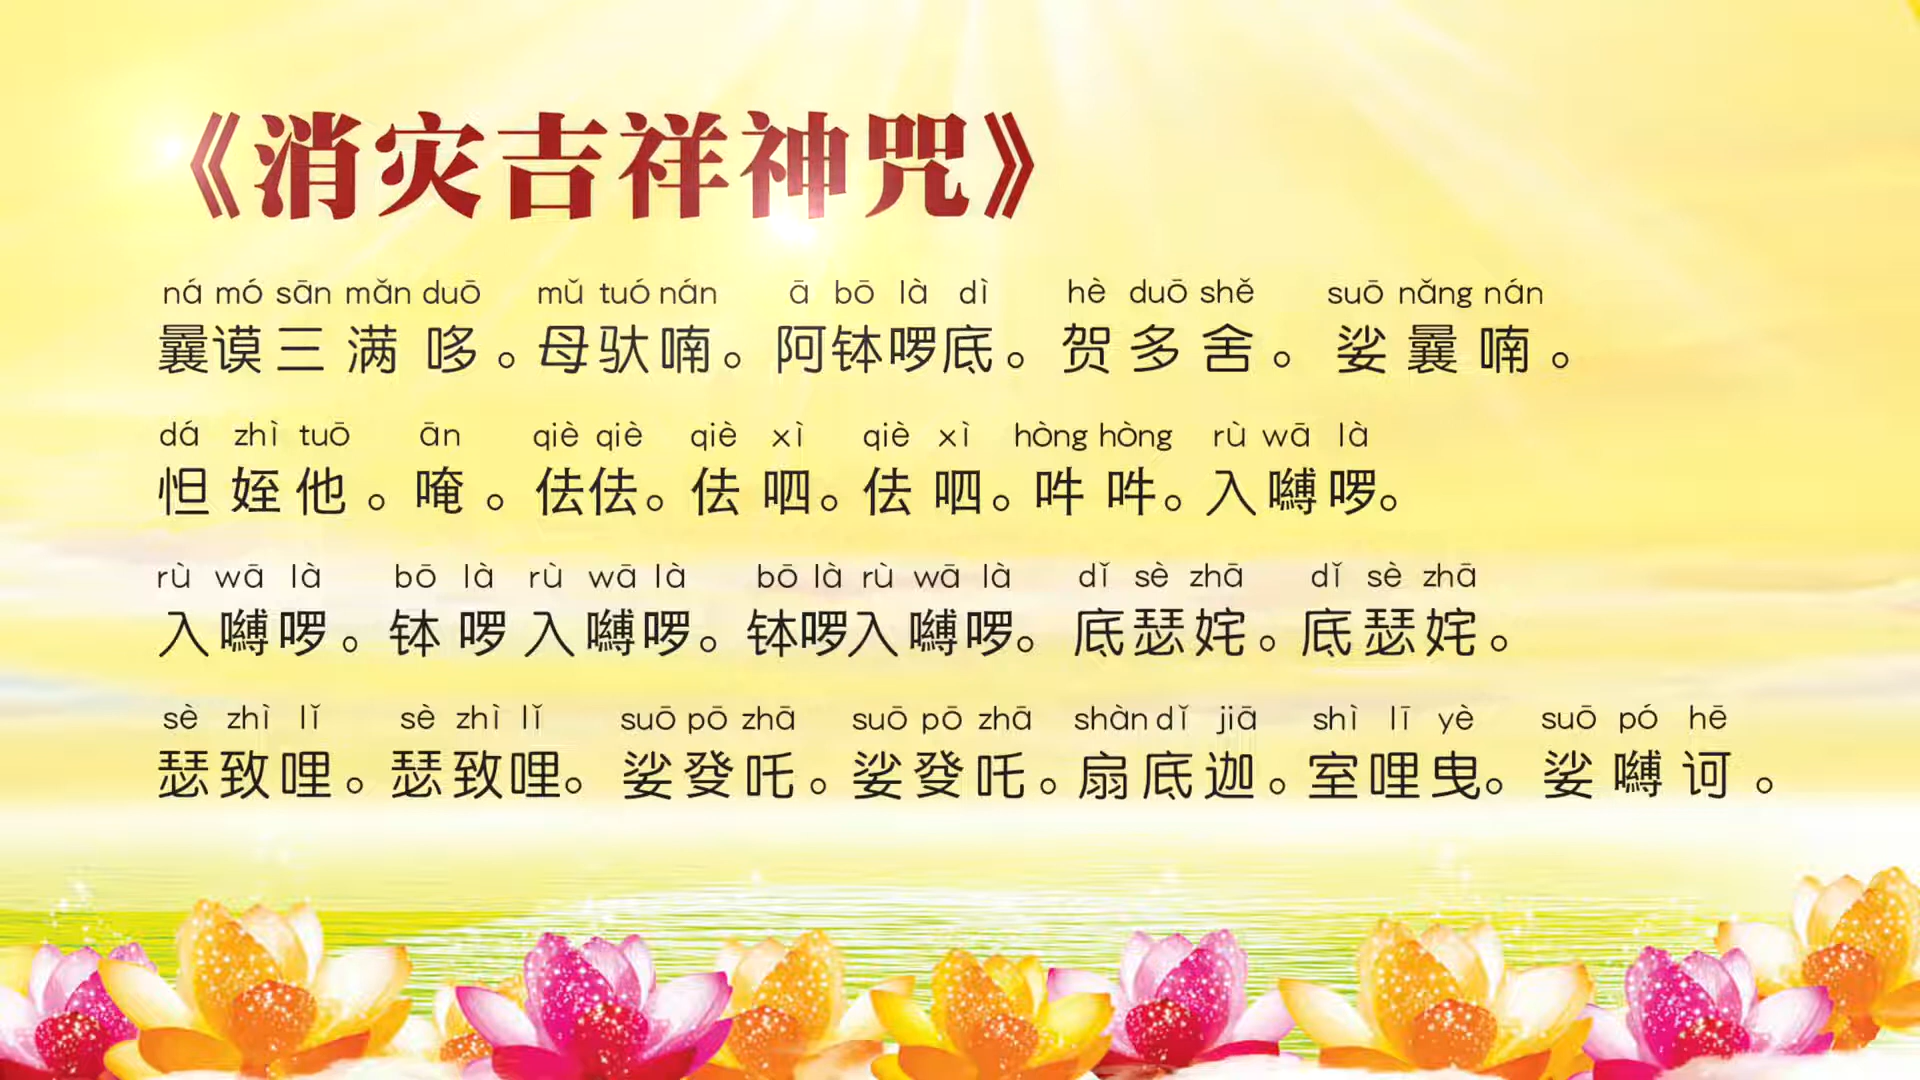 《消灾吉祥神咒》
ná mó sān mǎn duō mǔ tuó nán ā bō là dì hè duō shě suō nǎng nán
曩谟三满哆。母驮喃。阿钵啰底。贺多舍。娑曩喃。
dá zhì tuō ān qiè qiè qiè xì qiè xì hòng hòng rù wā là
怛姪他。唵。佉佉。佉呬。佉呬。吽吽。入嚩啰。
rù wā là bō là rù wā là bō là rù wā là dǐ sè zhā dǐ sè zhā
入嚩啰。钵啰入嚩啰。钵啰入嚩啰。底瑟姹。底瑟姹。
sè zhì lǐ sè zhì lǐ suō pō zhā suō pō zhā shàn dǐ jiā shì lī yè suō pó hē
瑟致哩。瑟致哩。娑癹吒。娑癹吒。扇底迦。室哩曳。娑嚩诃。